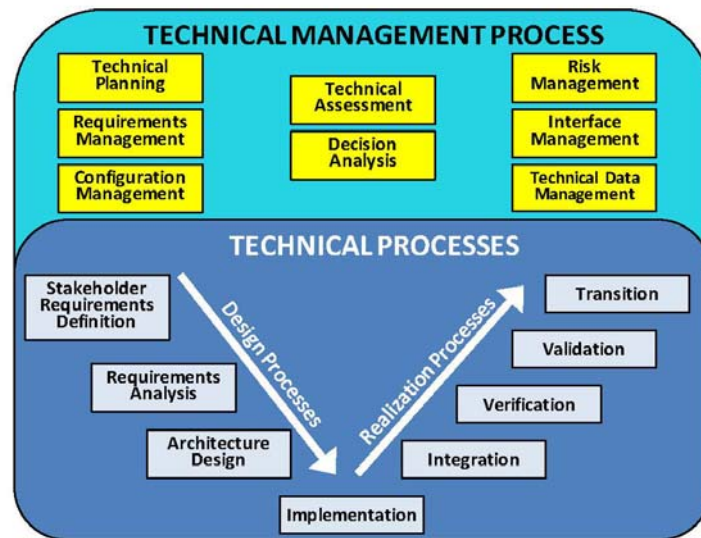 TECHNICAL MANAGEMENT PROCESS
Technical
Planning
Requirements
Management
Configuration
Management
Technical
Assessment
Decision
Analysis
Risk
Management
Interface
Management
Technical Data
Management
TECHNICAL PROCESSES
Stakeholder
Requirements
Definition
Requirements
Analysis
Architecture
Design
Design Processes
Implementation
Realization Processes
Integration
Verification
Validation
Transition